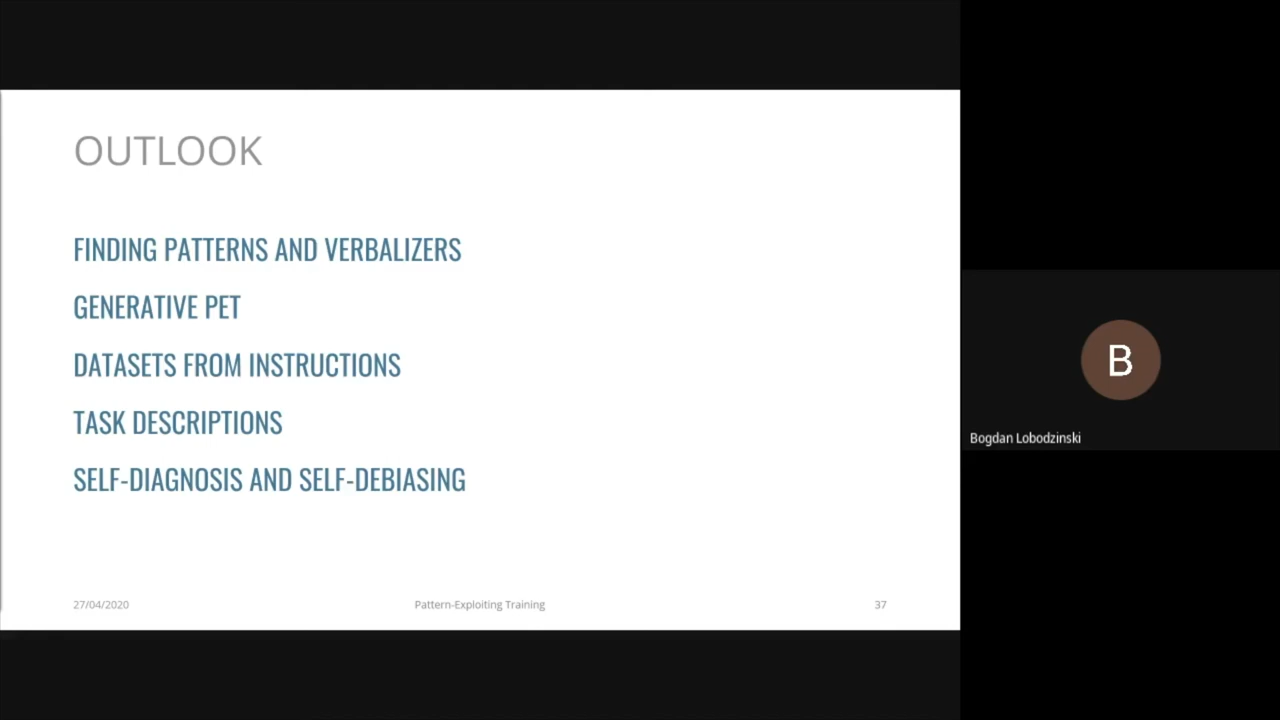 OUTLOOK
FINDING PATTERNS AND VERBALIZERS
GENERATIVE PET
DATASETS FROM INSTRUCTIONS
TASK DESCRIPTIONS
SELF-DIAGNOSIS AND SELF-DEBIASING
27/04/2020
Pattern-Exploiting Training
37
B
Bogdan Lobodzinski